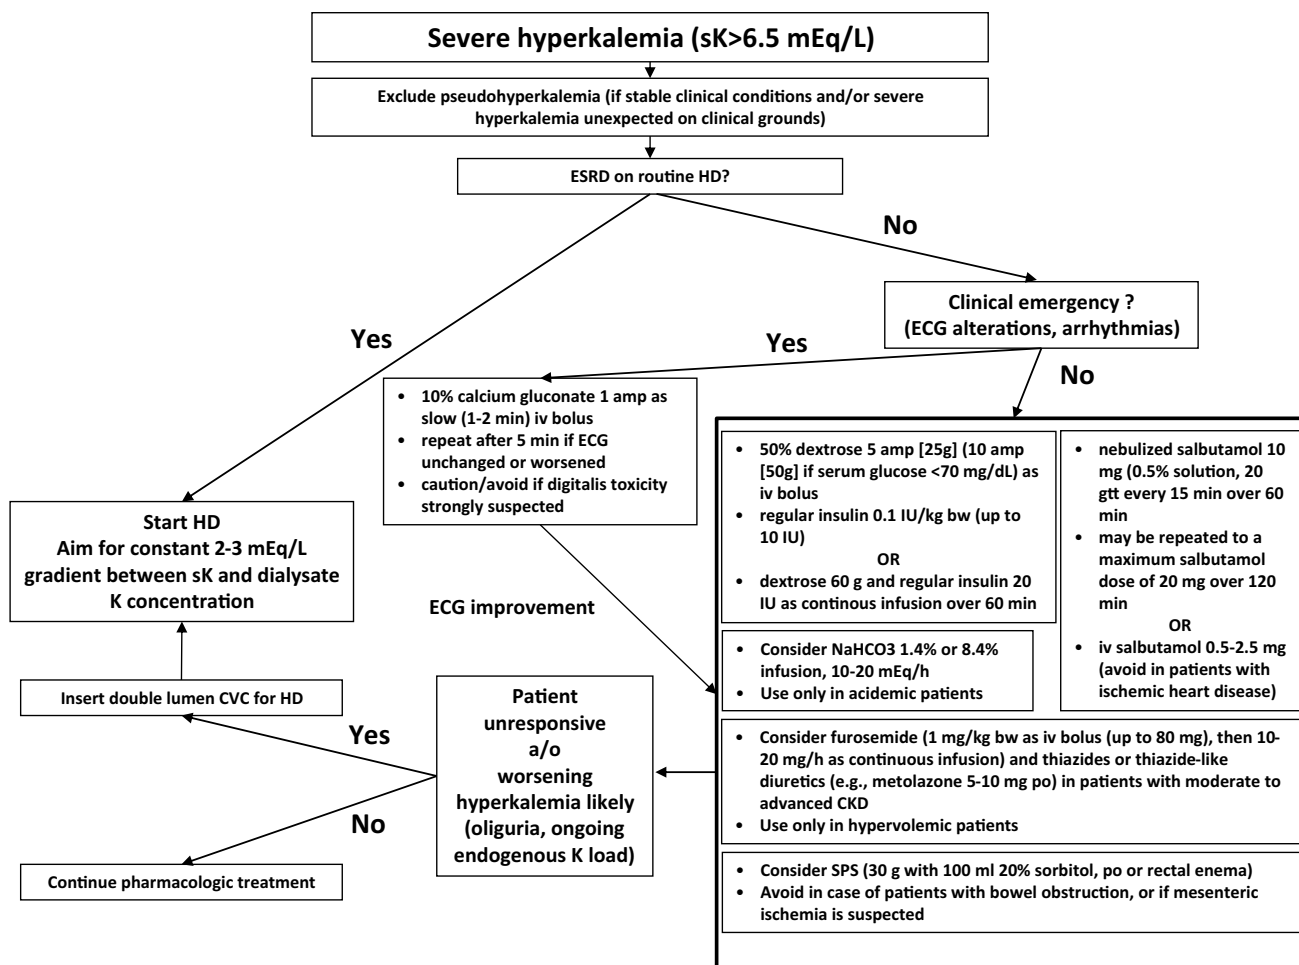 Severe hyperkalemia (sK>6.5 mEq/L)
Exclude pseudohyperkalemia (if stable clinical conditions and/or severe
hyperkalemia unexpected on clinical grounds)
ESRD on routine HD?
No
Clinical emergency ?
(ECG alterations, arrhythmias)
Yes
Yes
No
• 10% calcium gluconate 1 amp as
slow (1-2 min) iv bolus
• repeat after 5 min if ECG
unchanged or worsened
• caution/avoid if digitalis toxicity
strongly suspected
• 50% dextrose 5 amp [25g] (10 amp
[50g] if serum glucose <70 mg/dL) as
iv bolus
• regular insulin 0.1 IU/kg bw (up to
10 IU)
OR
• dextrose 60 g and regular insulin 20
IU as continous infusion over 60 min
• nebulized salbutamol 10
mg (0.5% solution, 20
gtt every 15 min over 60
min
• may be repeated to a
maximum salbutamol
dose of 20 mg over 120
min
OR
• iv salbutamol 0.5-2.5 mg
(avoid in patients with
ischemic heart disease)
Start HD
Aim for constant 2-3 mEq/L
gradient between sK and dialysate
K concentration
ECG improvement
• Consider NaHCO3 1.4% or 8.4%
infusion, 10-20 mEq/h
• Use only in acidemic patients
Insert double lumen CVC for HD
Yes
Patient
unresponsive
a/o
worsening
hyperkalemia likely
(oliguria, ongoing
endogenous K load)
No
Continue pharmacologic treatment
• Consider furosemide (1 mg/kg bw as iv bolus (up to 80 mg), then 10-
20 mg/h as continuous infusion) and thiazides or thiazide-like
diuretics (e.g., metolazone 5-10 mg po) in patients with moderate to
advanced CKD
• Use only in hypervolemic patients
• Consider SPS (30 g with 100 ml 20% sorbitol, po or rectal enema)
• Avoid in case of patients with bowel obstruction, or if mesenteric
ischemia is suspected